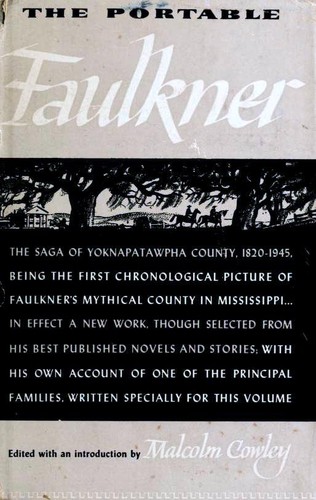 THE PORTABLE
Faulkner
THE SAGA OF YOKNAPATAWPHA COUNTY, 1820-1945,
BEING THE FIRST CHRONOLOGICAL PICTURE OF
FAULKNER'S MYTHICAL COUNTY IN MISSISSIPPI...
IN EFFECT A NEW WORK, THOUGH SELECTED FROM
HIS BEST PUBLISHED NOVELS AND STORIES; WITH
HIS OWN ACCOUNT OF ONE OF THE PRINCIPAL
FAMILIES, WRITTEN SPECIALLY FOR THIS VOLUME
Edited with an introduction by Malcolm Cowley